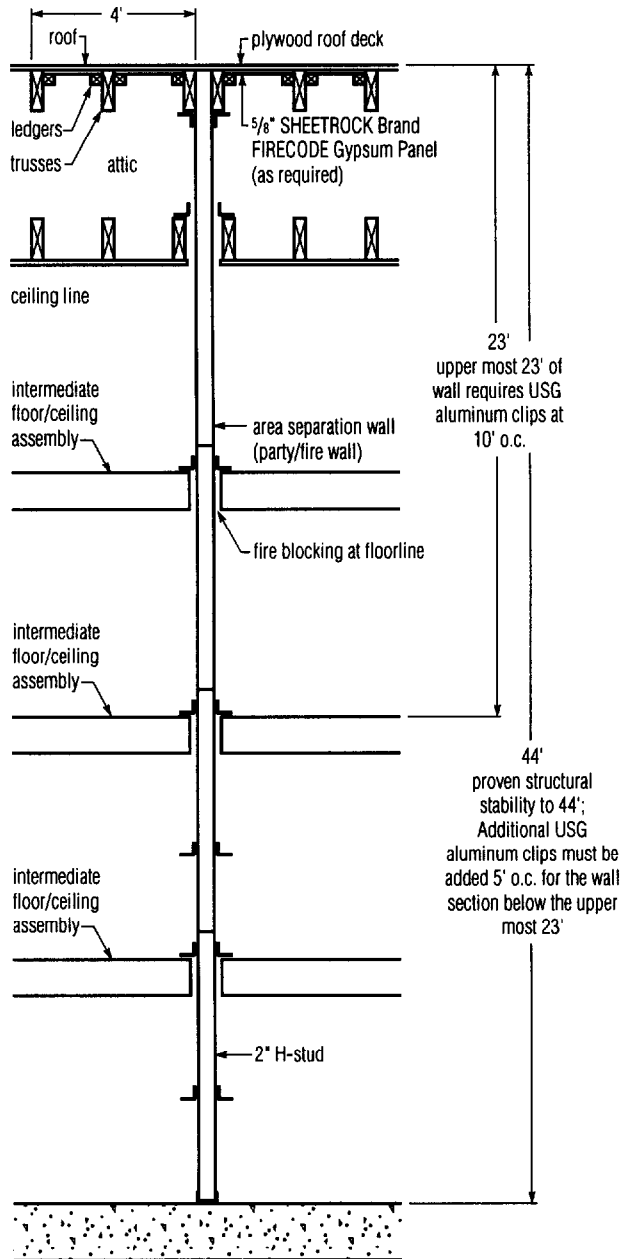 4'
roof
plywood roof deck
ledgers
trusses
attic
5/8" SHEETROCK Brand
FIRECODE Gypsum Panel
(as required)
ceiling line
23'
upper most 23' of
wall requires USG
aluminum clips at
10' o.c.
intermediate
floor/ceiling
assembly
area separation wall
(party/fire wall)
fire blocking at floorline
intermediate
floor/ceiling
assembly
44'
proven structural
stability to 44';
Additional USG
aluminum clips must be
added 5' o.c. for the wall
section below the upper
most 23'
intermediate
floor/ceiling
assembly
2" H-stud